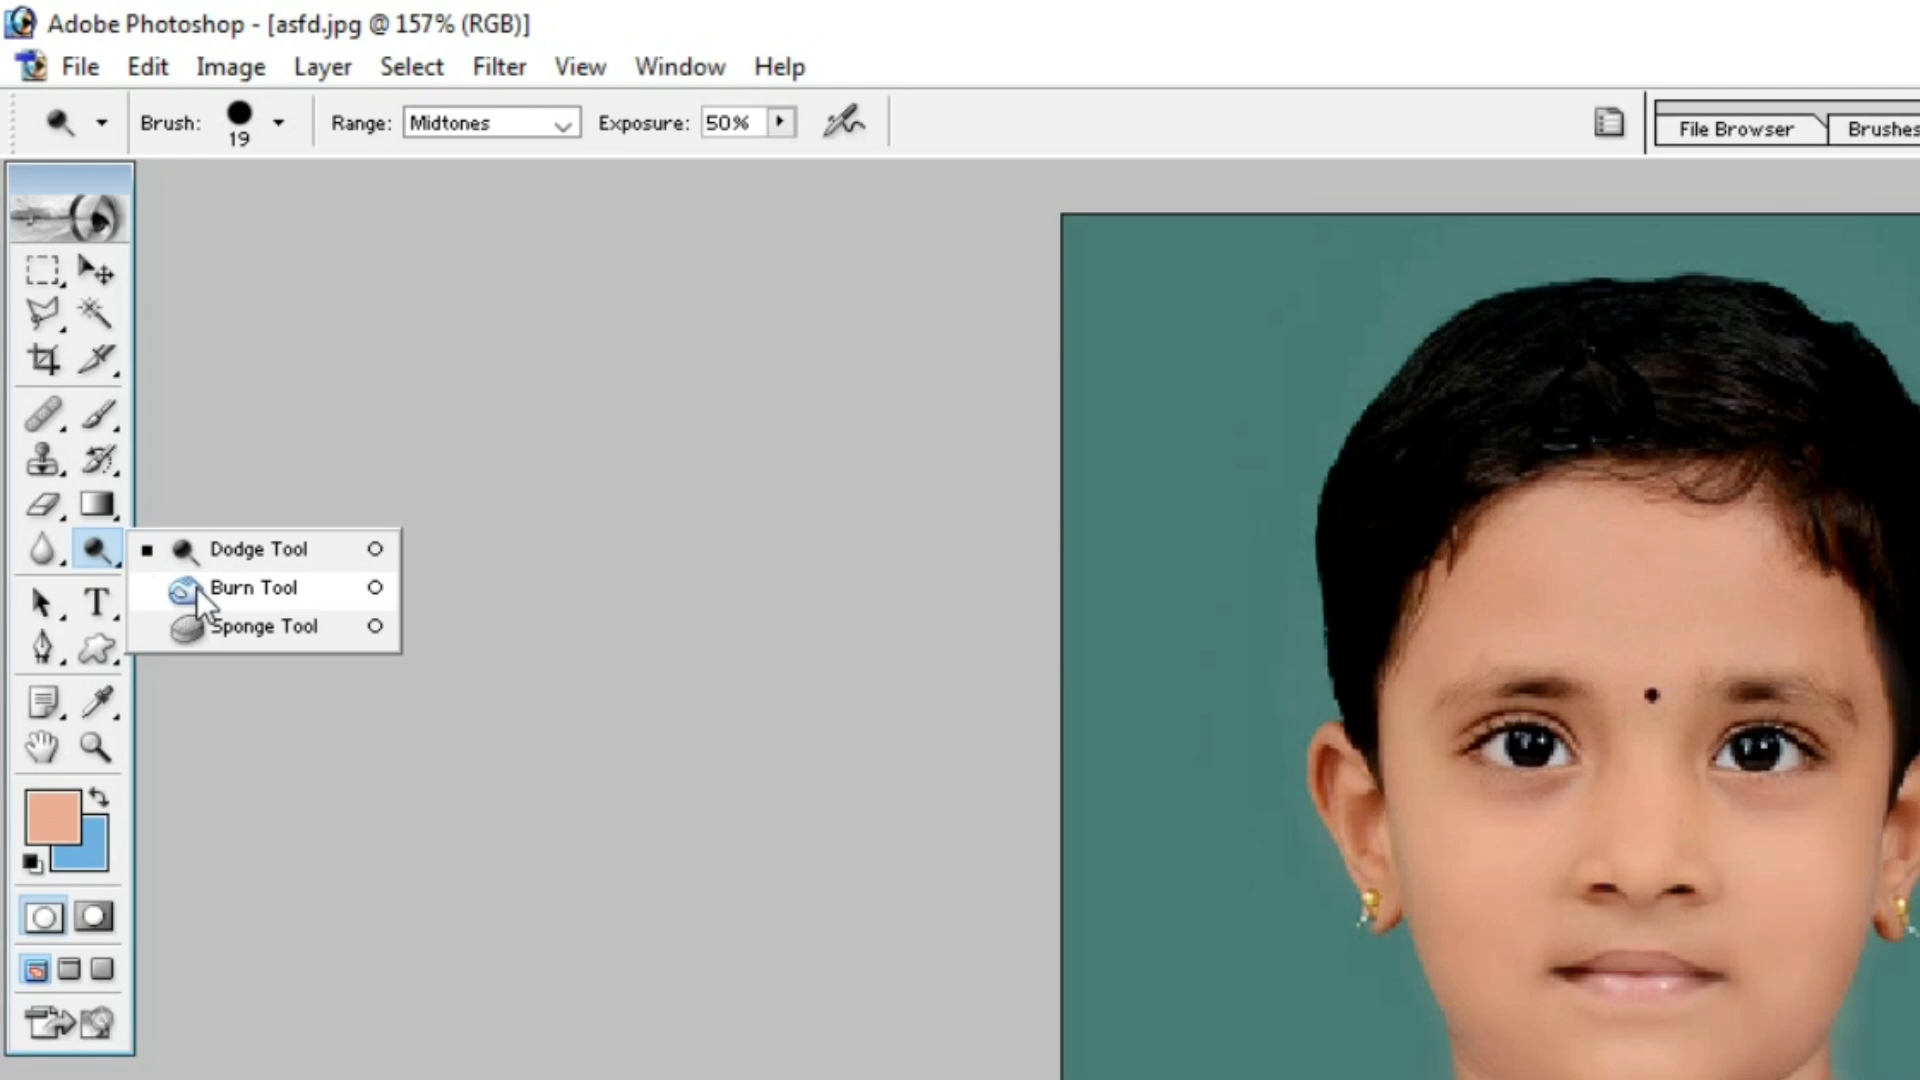 Adobe Photoshop - [asfd.jpg @ 157% (RGB)]
File Edit Image Layer Select Filter View Window Help
Brush: 19 Range: Midtones Exposure: 50% File Browser Brushes
Dodge Tool O
Burn Tool O
Sponge Tool O
T